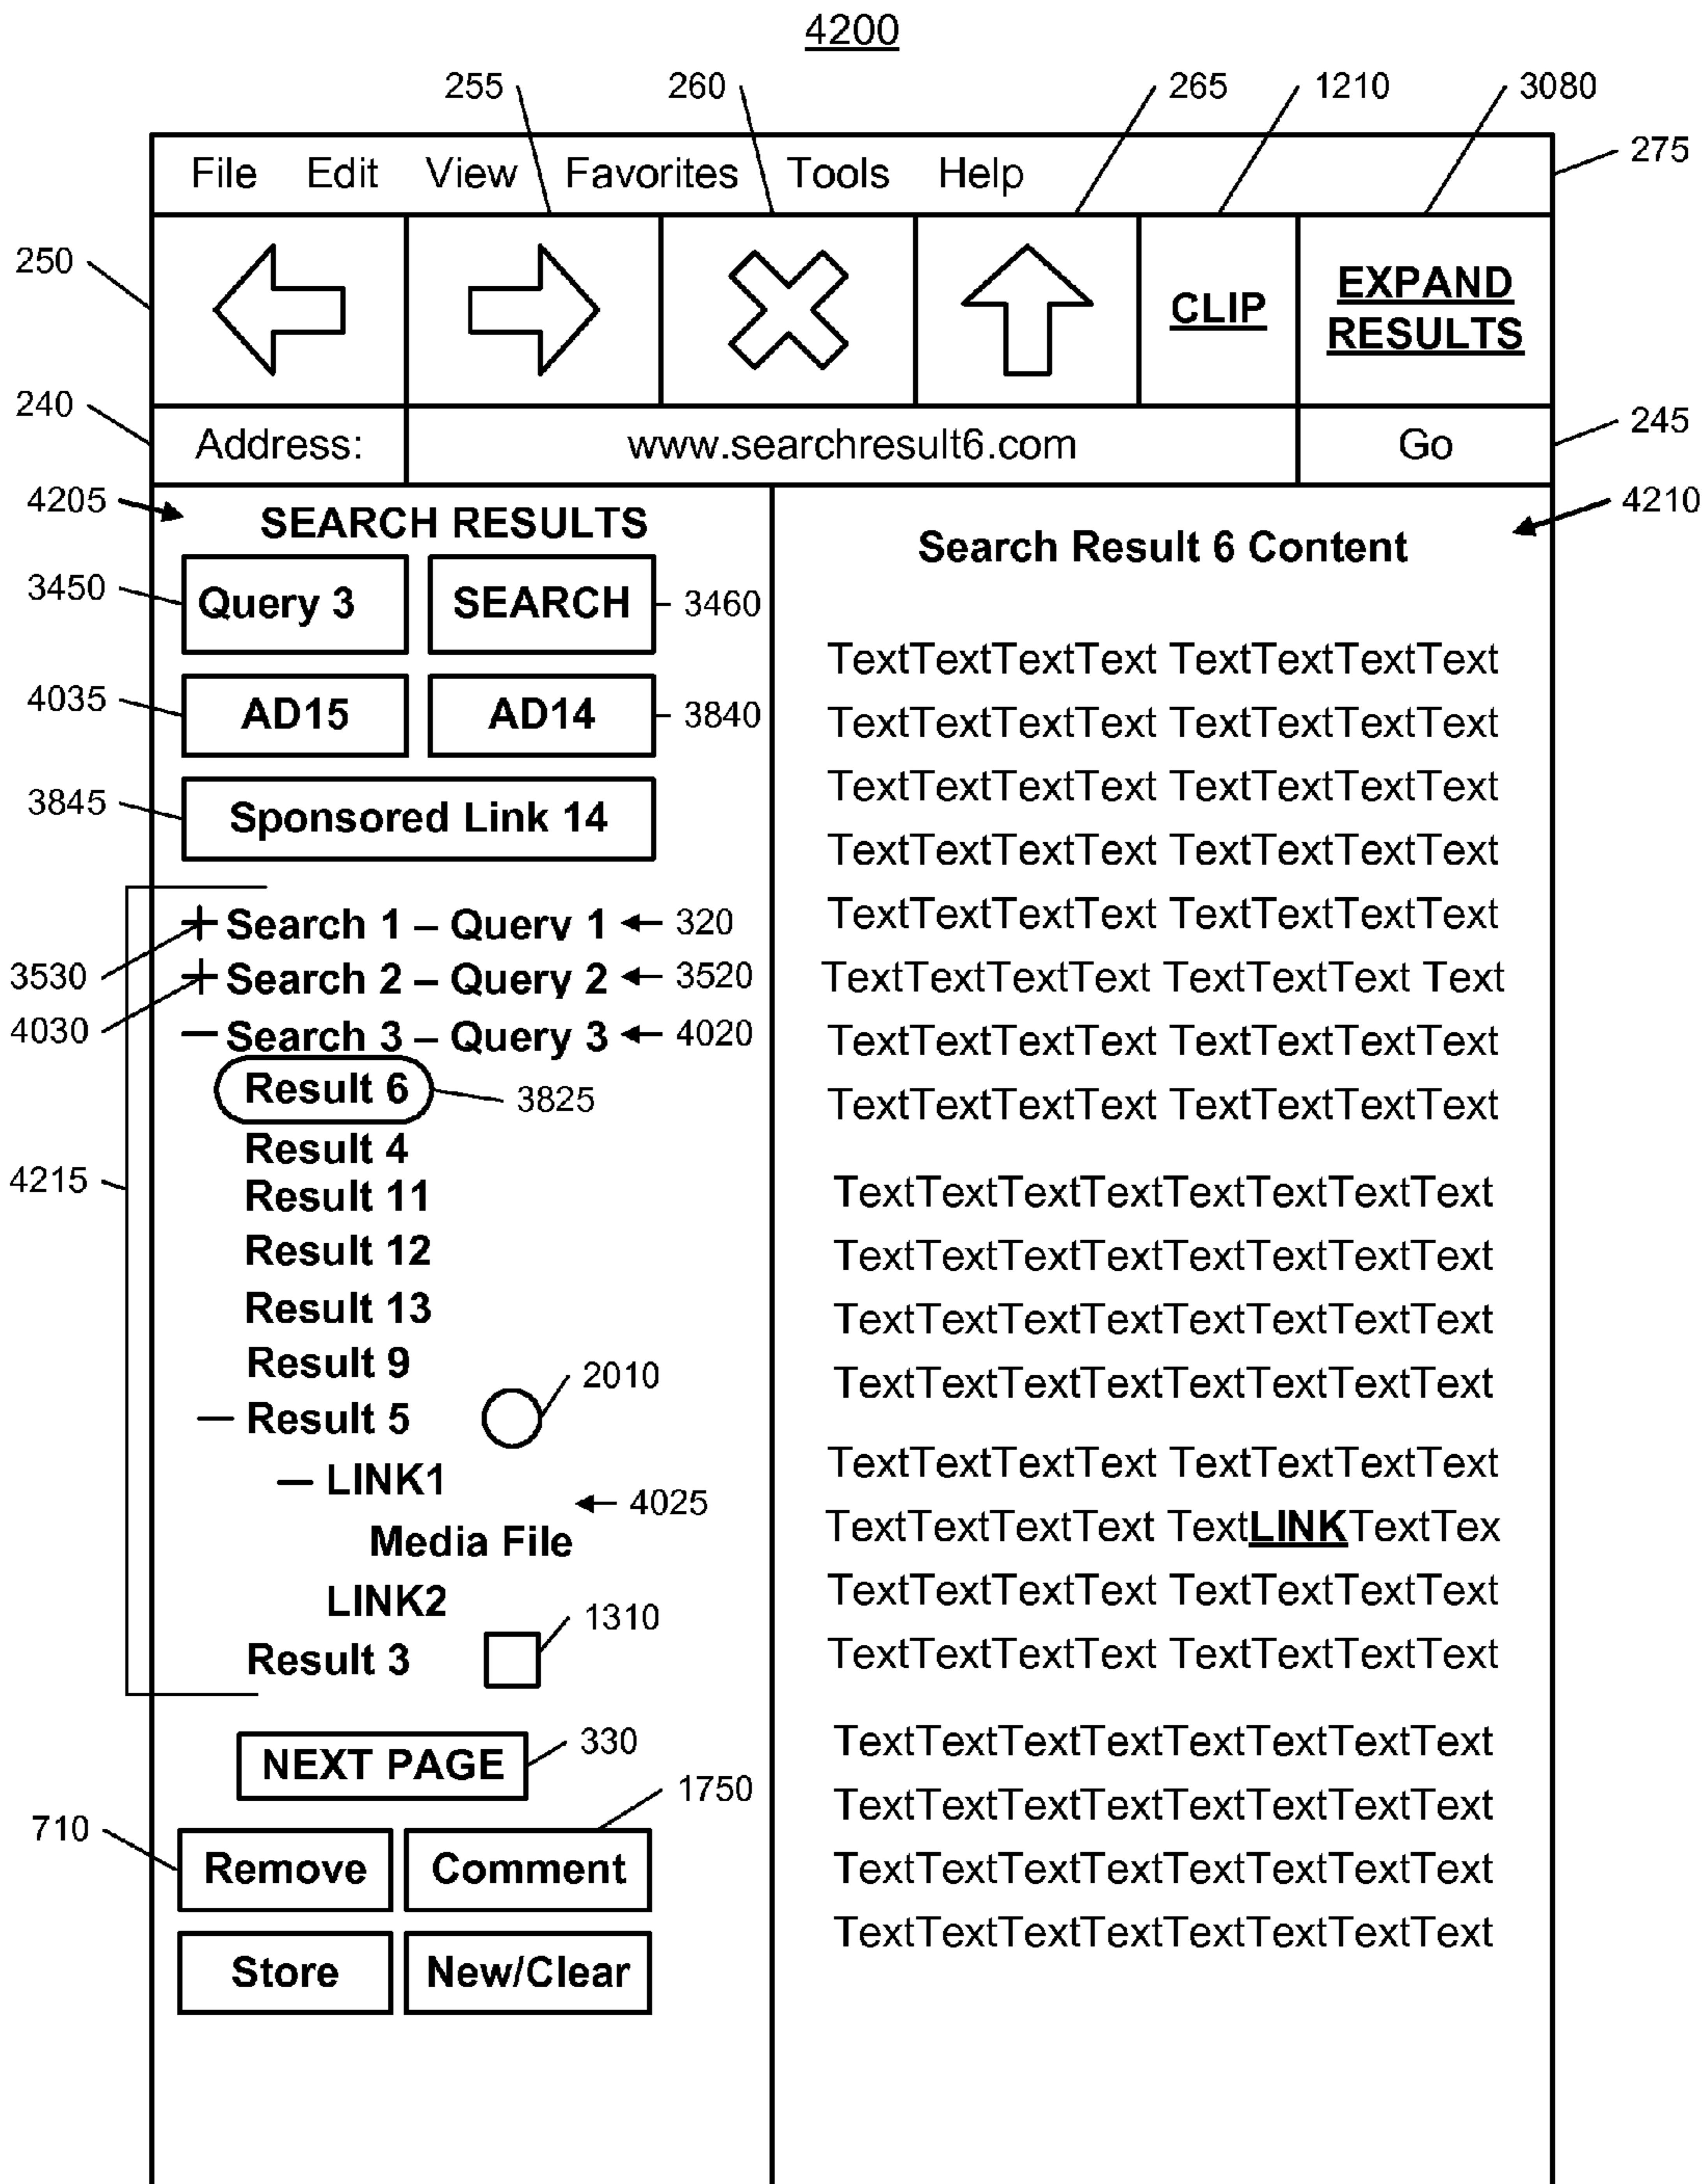 4200
255 260 265 1210 3080
File Edit View Favorites Tools Help 275
250
CLIP
EXPAND
RESULTS
240 Address: www.searchresult6.com Go 245
4205 SEARCH RESULTS
3450 Query 3 SEARCH 3460
4035 AD15 AD14 3840
3845 Sponsored Link 14
+ Search 1 – Query 1 320
3530
+ Search 2 – Query 2 3520
4030
— Search 3 – Query 3 4020
Result 6 3825
Result 4
4215
Result 11
Result 12
Result 13
Result 9
2010
— Result 5
— LINK1
4025
Media File
LINK2
1310
Result 3
NEXT PAGE 330
1750
710
Remove Comment
Store New/Clear
4210
Search Result 6 Content
TextTextTextText TextTextTextText
TextTextTextText TextTextTextText
TextTextTextText TextTextTextText
TextTextTextText TextTextTextText
TextTextTextText TextTextTextText
TextTextTextText TextTextText Text
TextTextTextText TextTextTextText
TextTextTextText TextTextTextText
TextTextTextTextTextTextTextText
TextTextTextTextTextTextTextText
TextTextTextTextTextTextTextText
TextTextTextTextTextTextTextText
TextTextTextText TextTextTextText
TextTextTextText TextLINKTextTex
TextTextTextText TextTextTextText
TextTextTextText TextTextTextText
TextTextTextTextTextTextTextText
TextTextTextTextTextTextTextText
TextTextTextTextTextTextTextText
TextTextTextTextTextTextTextText